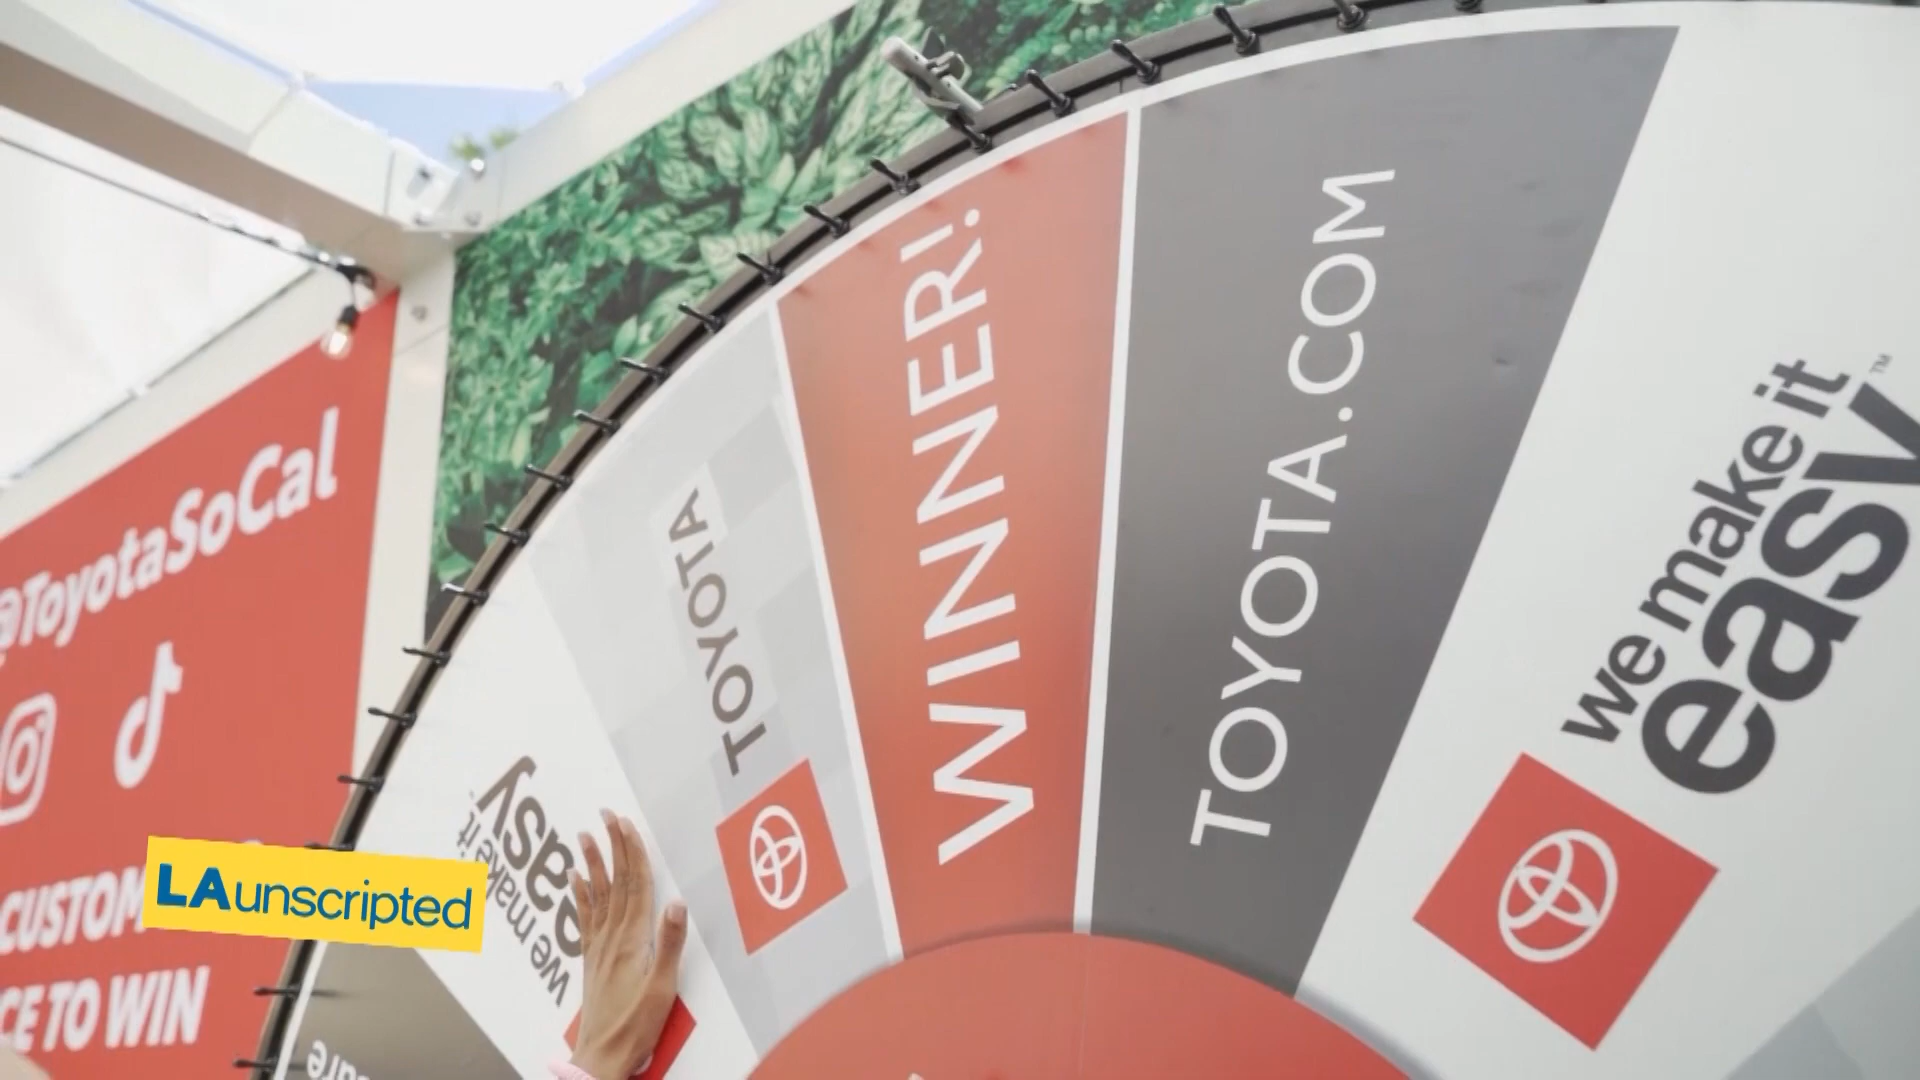 @ToyotaSoCal
CUSTOM
CE TO WIN
LAunscripted
we make it
easy
TOYOTA
WINNER!
TOYOTA.COM
we make it
easy™